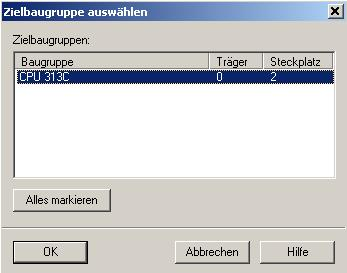 Zielbaugruppe auswählen
Zielbaugruppen:
Baugruppe Träger Steckplatz
CPU 313C 0 2
Alles markieren
OK Abbrechen Hilfe